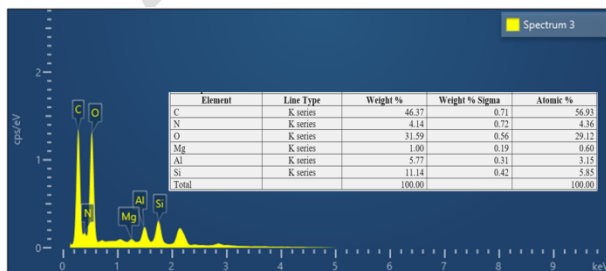 Spectrum 3
cps/eV
2
1
0
C
O
N
Mg
Al
Si
Element Line Type Weight % Weight % Sigma Atomic %
C K series 46.37 0.71 56.93
N K series 4.14 0.72 4.36
O K series 31.59 0.56 29.12
Mg K series 1.00 0.19 0.60
Al K series 5.77 0.31 3.15
Si K series 11.14 0.42 5.85
Total 100.00 100.00
0 1 2 3 4 5 6 7 8 9 keV